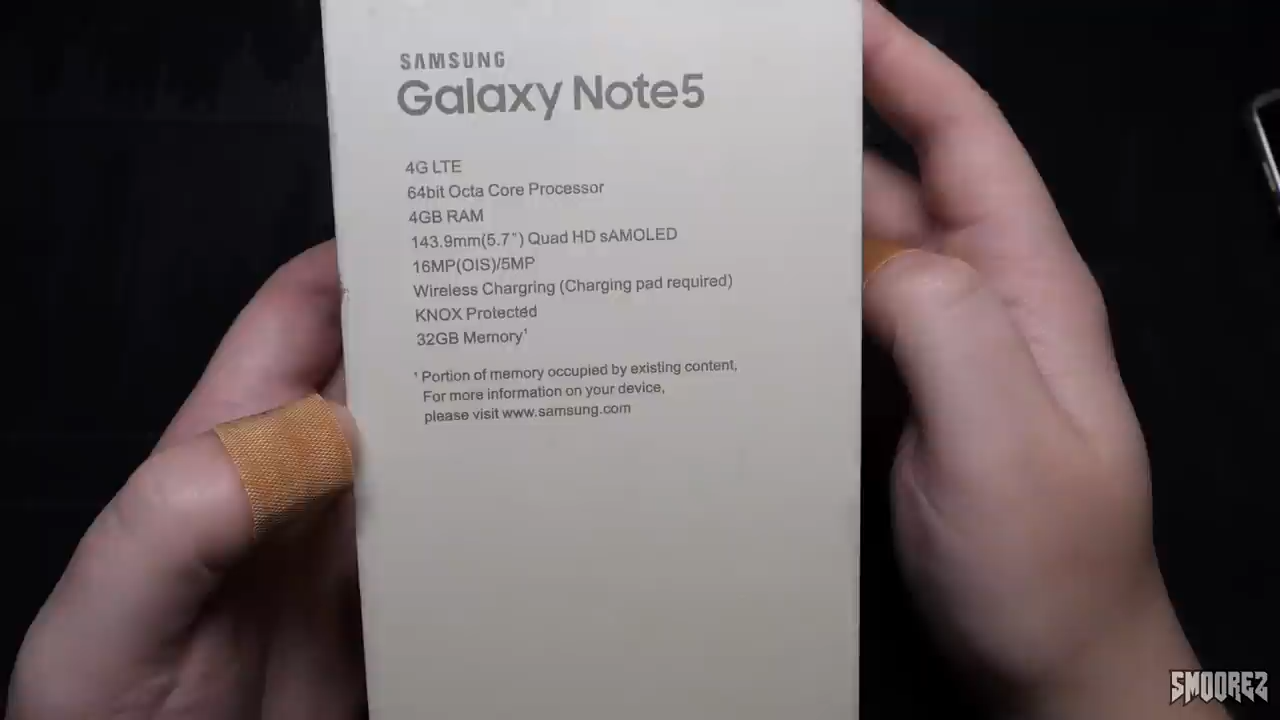 SAMSUNG
Galaxy Note5
4G LTE
64bit Octa Core Processor
4GB RAM
143.9mm(5.7") Quad HD sAMOLED
16MP(OIS)/5MP
Wireless Chargring (Charging pad required)
KNOX Protected
32GB Memory¹
¹ Portion of memory occupied by existing content,
For more information on your device,
please visit www.samsung.com
SMOOREZ